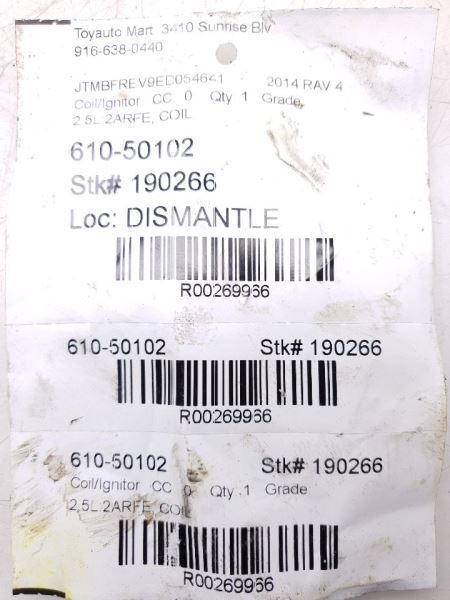 Toyauto Mart 3410 Sunrise Blv
916-638-0440
JTMBFREV9ED054641 2014 RAV 4
Coil/Ignitor CC 0 Qty 1 Grade
2.5L 2ARFE, COIL
610-50102
Stk# 190266
Loc: DISMANTLE
R00269966
610-50102 Stk# 190266
R00269966
610-50102 Stk# 190266
Coil/Ignitor CC 0 Qty 1 Grade
2.5L 2ARFE, COIL
R00269966